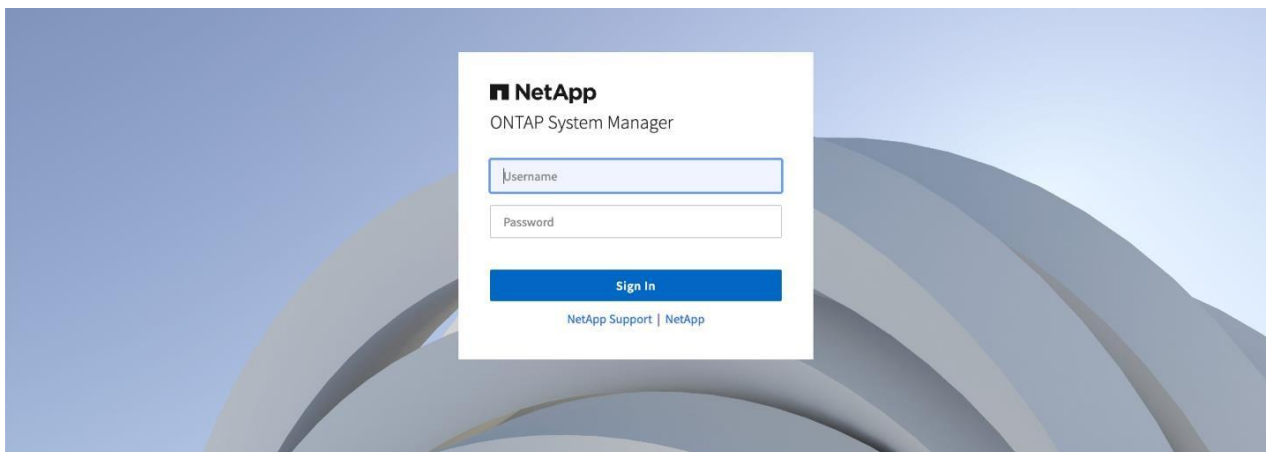 NetApp
ONTAP System Manager
Username
Password
Sign In
NetApp Support | NetApp